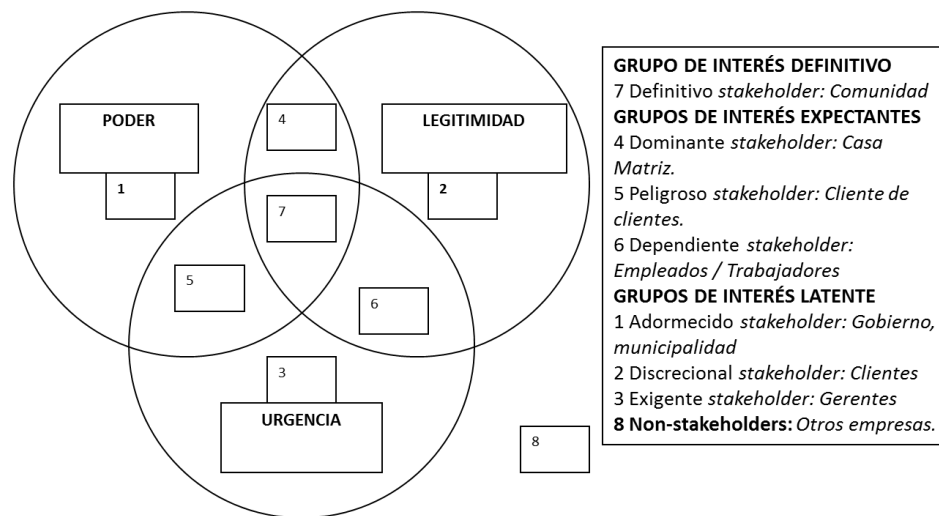 PODER
4
LEGITIMIDAD
1
2
7
5
6
3
URGENCIA
8
GRUPO DE INTERÉS DEFINITIVO
7 Definitivo stakeholder: Comunidad
GRUPOS DE INTERÉS EXPECTANTES
4 Dominante stakeholder: Casa
Matriz.
5 Peligroso stakeholder: Cliente de
clientes.
6 Dependiente stakeholder:
Empleados / Trabajadores
GRUPOS DE INTERÉS LATENTE
1 Adormecido stakeholder: Gobierno,
municipalidad
2 Discrecional stakeholder: Clientes
3 Exigente stakeholder: Gerentes
8 Non-stakeholders: Otros empresas.